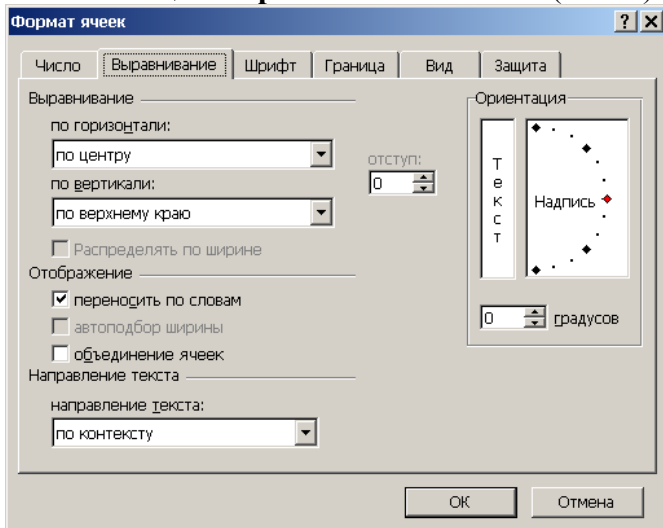 Формат ячеек
Число Выравнивание Шрифт Граница Вид Защита
Выравнивание
по горизонтали:
по центру
отступ:
0
по вертикали:
по верхнему краю
Распределять по ширине
Отображение
переносить по словам
автоподбор ширины
объединение ячеек
Направление текста
направление текста:
по контексту
Ориентация
Текст
Надпись
0 градусов
ОК Отмена